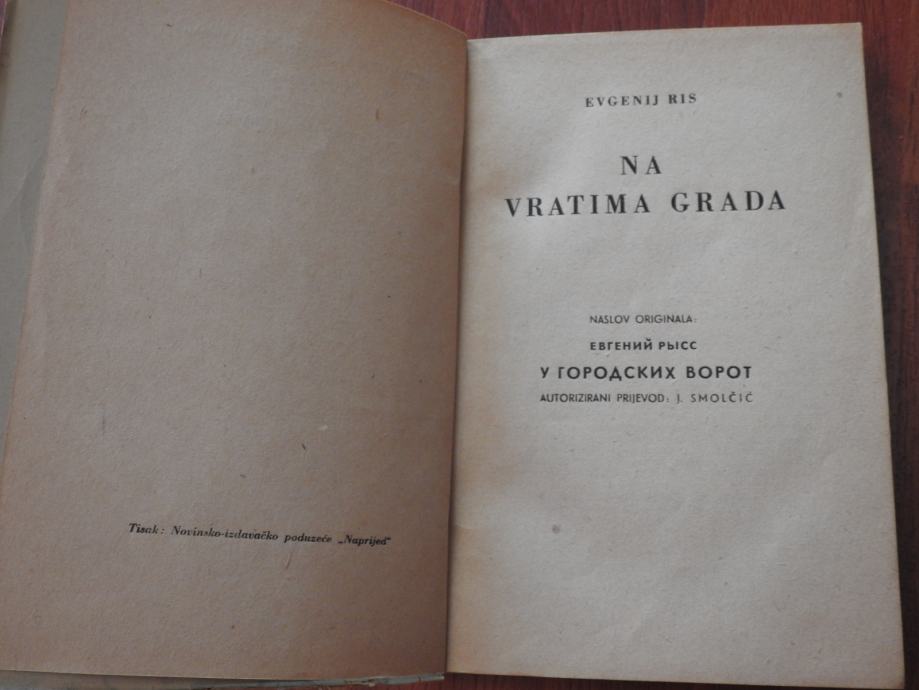 Tisak: Novinsko-izdavačko poduzeće „Naprijed“
EVGENIJ RIS
NA
VRATIMA GRADA
NASLOV ORIGINALA:
ЕВГЕНИЙ РЫСС
У ГОРОДСКИХ ВОРОТ
AUTORIZIRANI PRIJEVOD: J. SMOLČIĆ